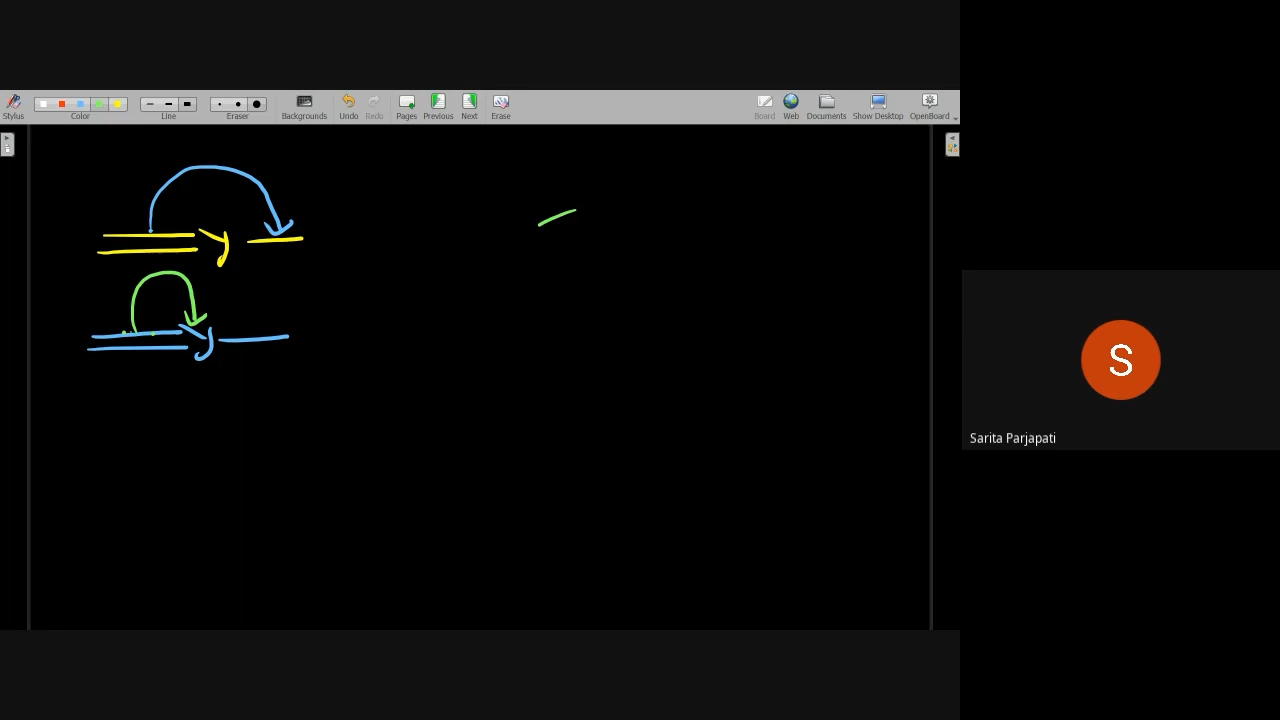 Stylus Color Line Eraser Backgrounds Undo Redo Pages Previous Next Erase Board Web Documents Show Desktop OpenBoard
S
Sarita Parjapati